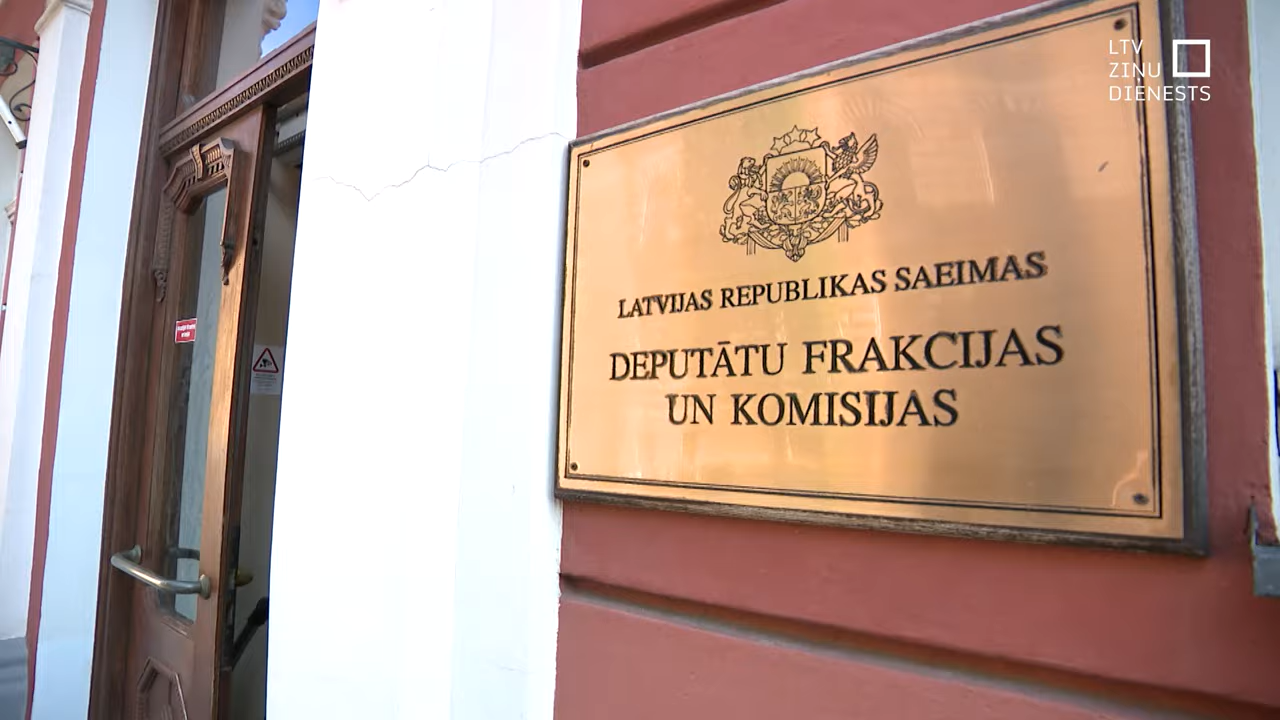 LTV
ZIŅU
DIENESTS
LATVIJAS REPUBLIKAS SAEIMAS
DEPUTĀTU FRAKCIJAS
UN KOMISIJAS